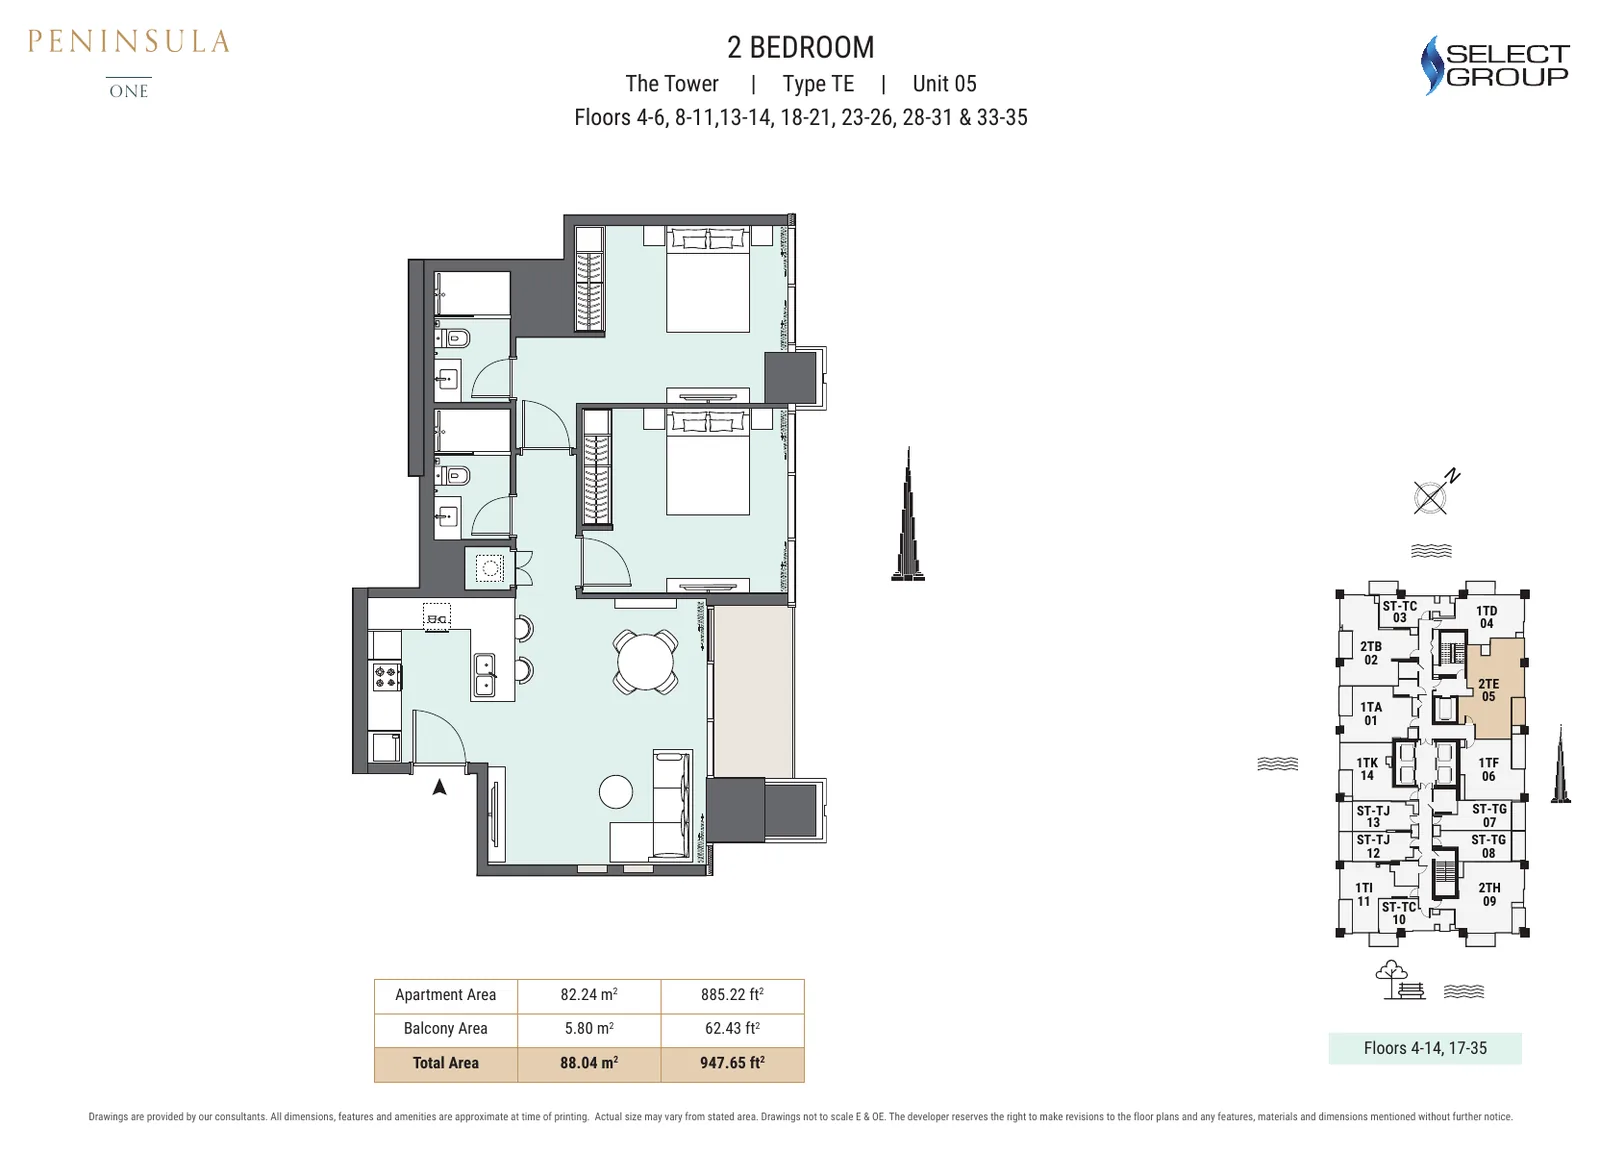 PENINSULA
ONE
2 BEDROOM
The Tower | Type TE | Unit 05
Floors 4-6, 8-11,13-14, 18-21, 23-26, 28-31 & 33-35
SELECT
GROUP
N
ST-TC
03
1TD
04
2TB
02
2TE
05
1TA
01
1TK
14
1TF
06
ST-TJ
13
ST-TG
07
ST-TJ
12
ST-TG
08
1TI
11
2TH
09
ST-TC
10
Floors 4-14, 17-35
Apartment Area 82.24 m² 885.22 ft²
Balcony Area 5.80 m² 62.43 ft²
Total Area 88.04 m² 947.65 ft²
Drawings are provided by our consultants. All dimensions, features and amenities are approximate at time of printing. Actual size may vary from stated area. Drawings not to scale E & OE. The developer reserves the right to make revisions to the floor plans and any features, materials and dimensions mentioned without further notice.